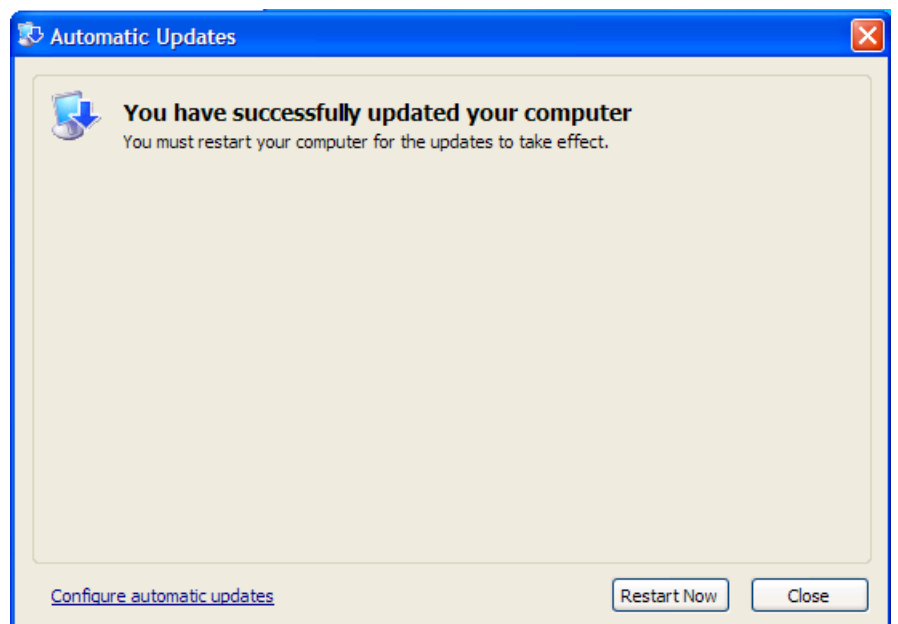 Automatic Updates
You have successfully updated your computer
You must restart your computer for the updates to take effect.
Configure automatic updates
Restart Now
Close